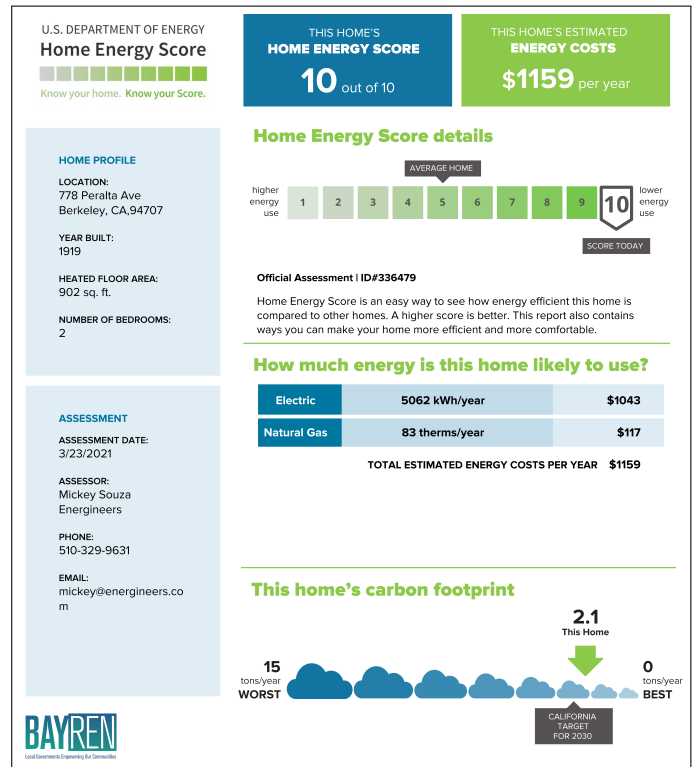 U.S. DEPARTMENT OF ENERGY
Home Energy Score
Know your home. Know your Score.
THIS HOME'S
HOME ENERGY SCORE
10 out of 10
THIS HOME'S ESTIMATED
ENERGY COSTS
$1159 per year
HOME PROFILE
LOCATION:
778 Peralta Ave
Berkeley, CA,94707
YEAR BUILT:
1919
HEATED FLOOR AREA:
902 sq. ft.
NUMBER OF BEDROOMS:
2
ASSESSMENT
ASSESSMENT DATE:
3/23/2021
ASSESSOR:
Mickey Souza
Energineers
PHONE:
510-329-9631
EMAIL:
mickey@energineers.co
m
BAYREN
Local Governments Empowering Our Communities
Home Energy Score details
AVERAGE HOME
higher
energy
use
1 2 3 4 5 6 7 8 9 10
lower
energy
use
SCORE TODAY
Official Assessment | ID#336479
Home Energy Score is an easy way to see how energy efficient this home is
compared to other homes. A higher score is better. This report also contains
ways you can make your home more efficient and more comfortable.
How much energy is this home likely to use?
Electric 5062 kWh/year $1043
Natural Gas 83 therms/year $117
TOTAL ESTIMATED ENERGY COSTS PER YEAR $1159
This home's carbon footprint
2.1
This Home
15
tons/year
WORST
0
tons/year
BEST
CALIFORNIA
TARGET
FOR 2030